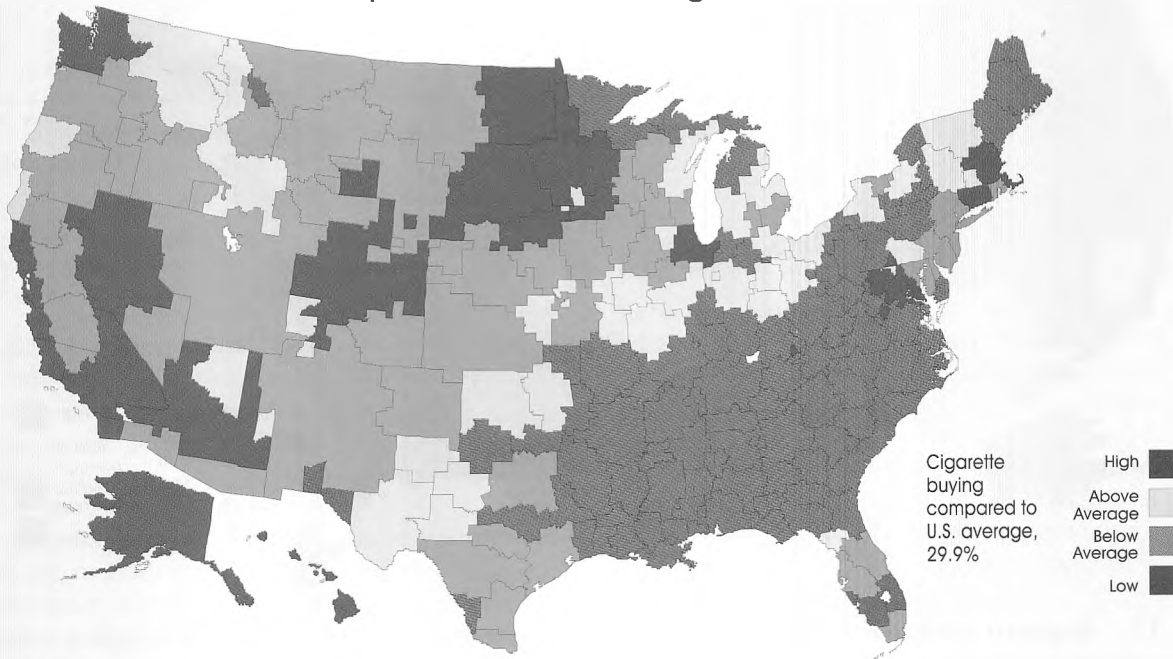 Cigarette
buying
compared to
U.S. average,
29.9%
High
Above
Average
Below
Average
Low